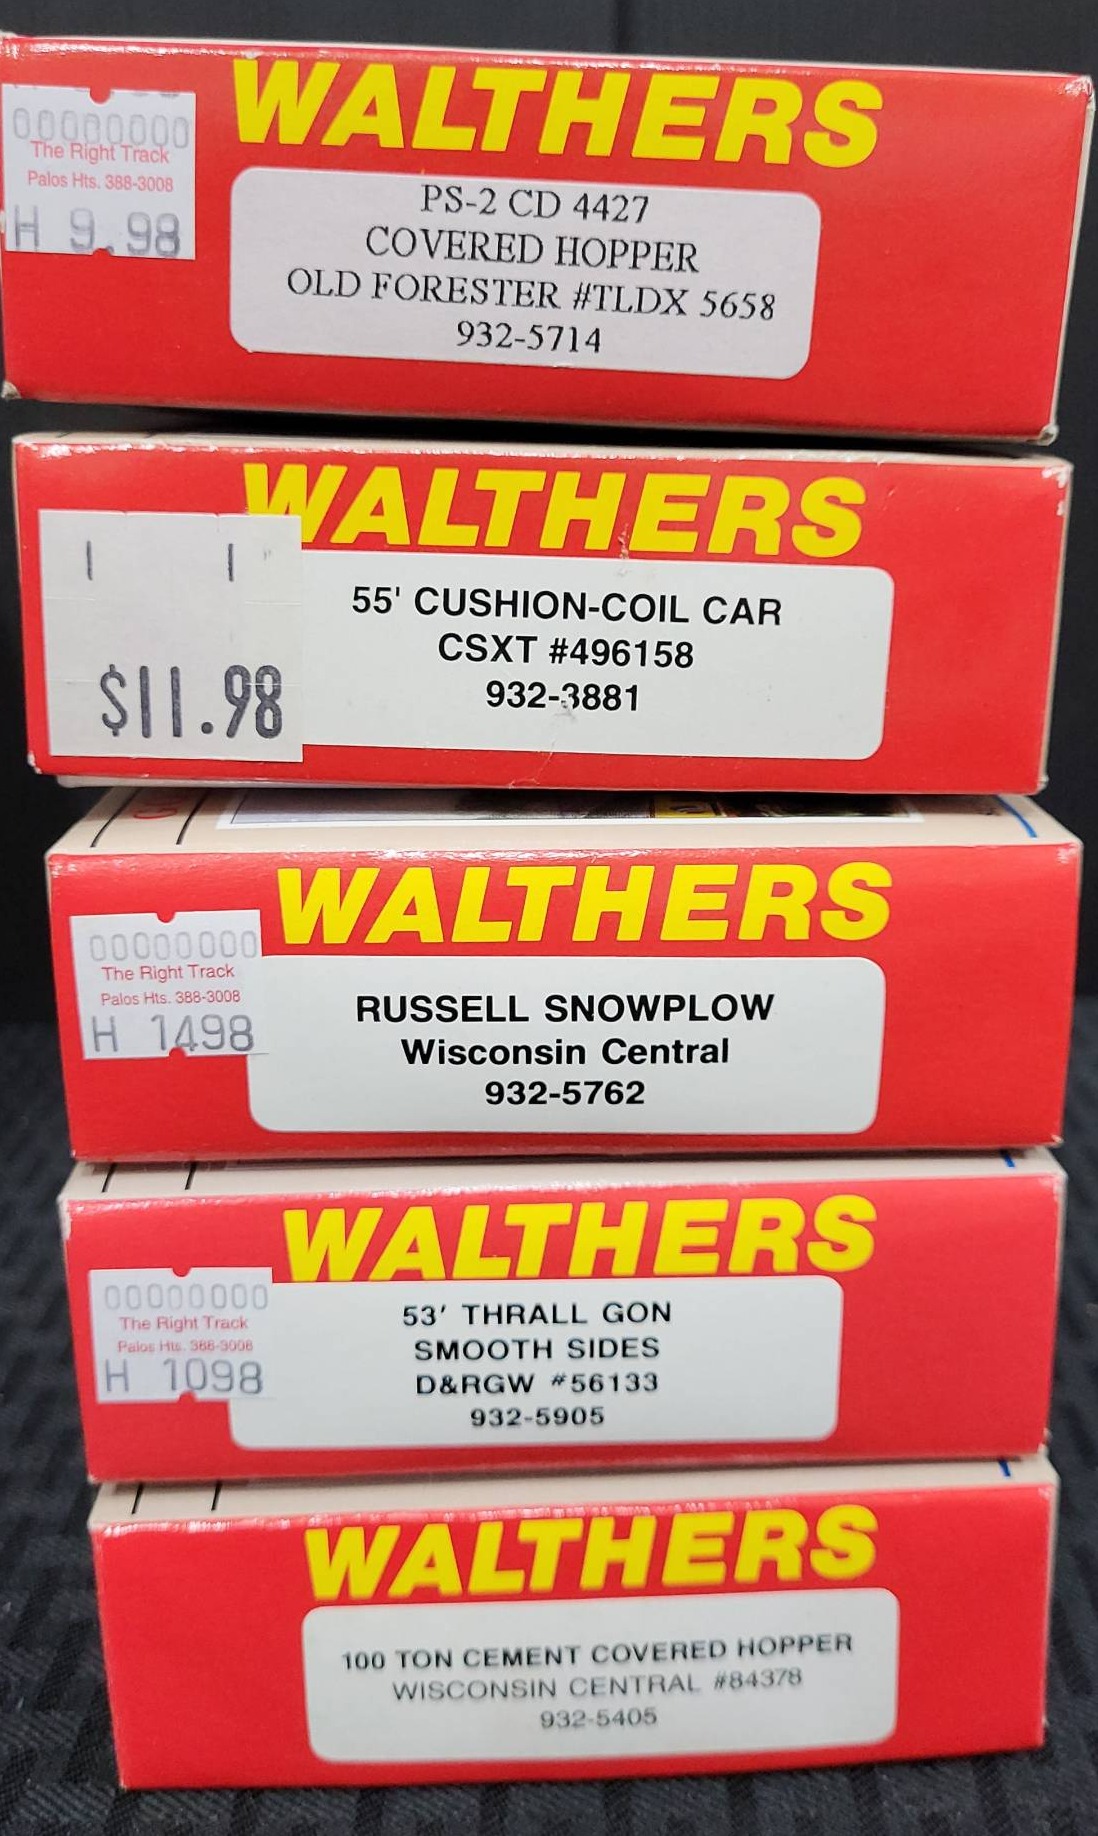 WALTHERS
00000000
The Right Track
Palos Hts. 388-3008
H 9.98
PS-2 CD 4427
COVERED HOPPER
OLD FORESTER #TLDX 5658
932-5714
WALTHERS
$11.98
55' CUSHION-COIL CAR
CSXT #496158
932-3881
WALTHERS
00000000
The Right Track
Palos Hts. 388-3008
H 1498
RUSSELL SNOWPLOW
Wisconsin Central
932-5762
WALTHERS
00000000
The Right Track
Palos Hts. 388-3008
H 1098
53' THRALL GON
SMOOTH SIDES
D&RGW #56133
932-5905
WALTHERS
100 TON CEMENT COVERED HOPPER
WISCONSIN CENTRAL #84378
932-5405